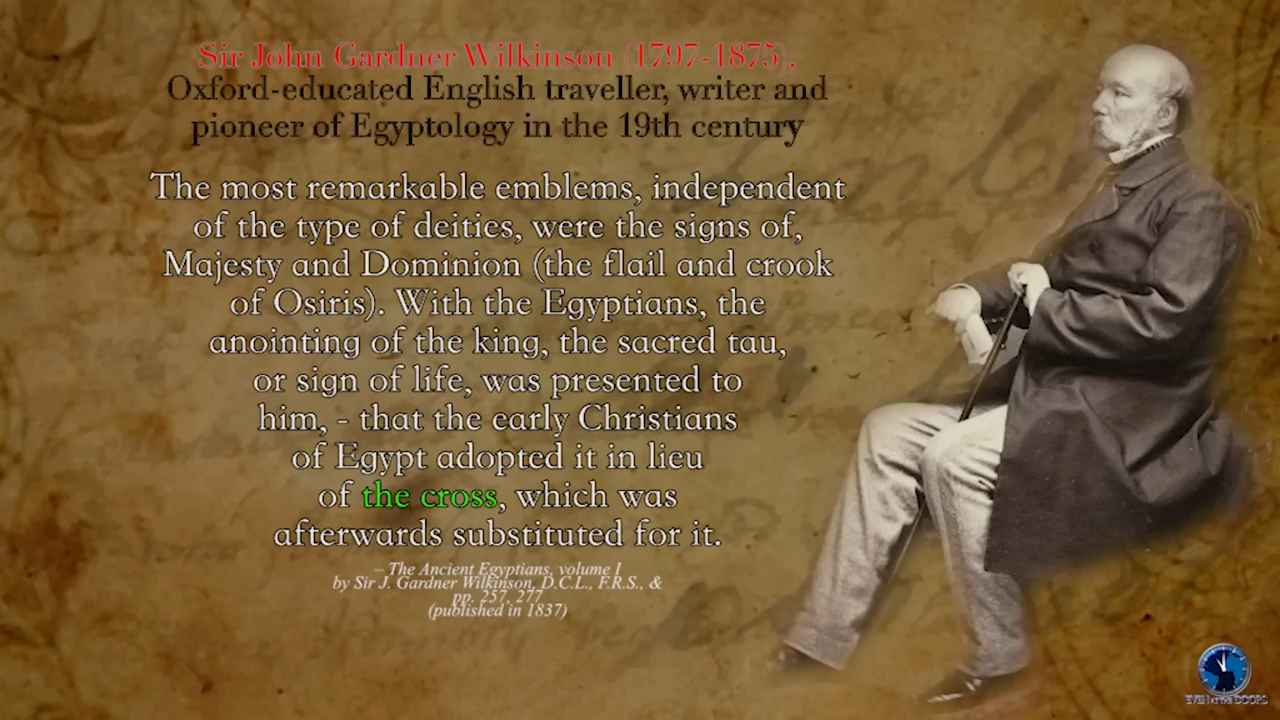 Sir John Gardner Wilkinson (1797-1875),
Oxford-educated English traveller, writer and
pioneer of Egyptology in the 19th century
The most remarkable emblems, independent
of the type of deities, were the signs of,
Majesty and Dominion (the flail and crook
of Osiris). With the Egyptians, the
anointing of the king, the sacred tau,
or sign of life, was presented to
him, - that the early Christians
of Egypt adopted it in lieu
of the cross, which was
afterwards substituted for it.
– The Ancient Egyptians, volume I
by Sir J. Gardner Wilkinson, D.C.L., F.R.S., &
pp. 257, 277
(published in 1837)
EVEN AT THE DOORS